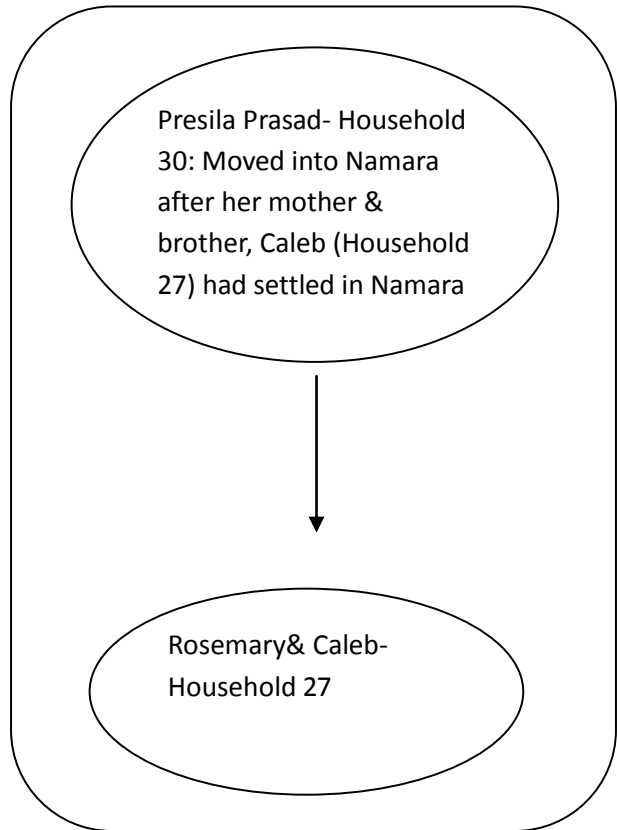 Presila Prasad- Household
30: Moved into Namara
after her mother &
brother, Caleb (Household
27) had settled in Namara
Rosemary& Caleb-
Household 27